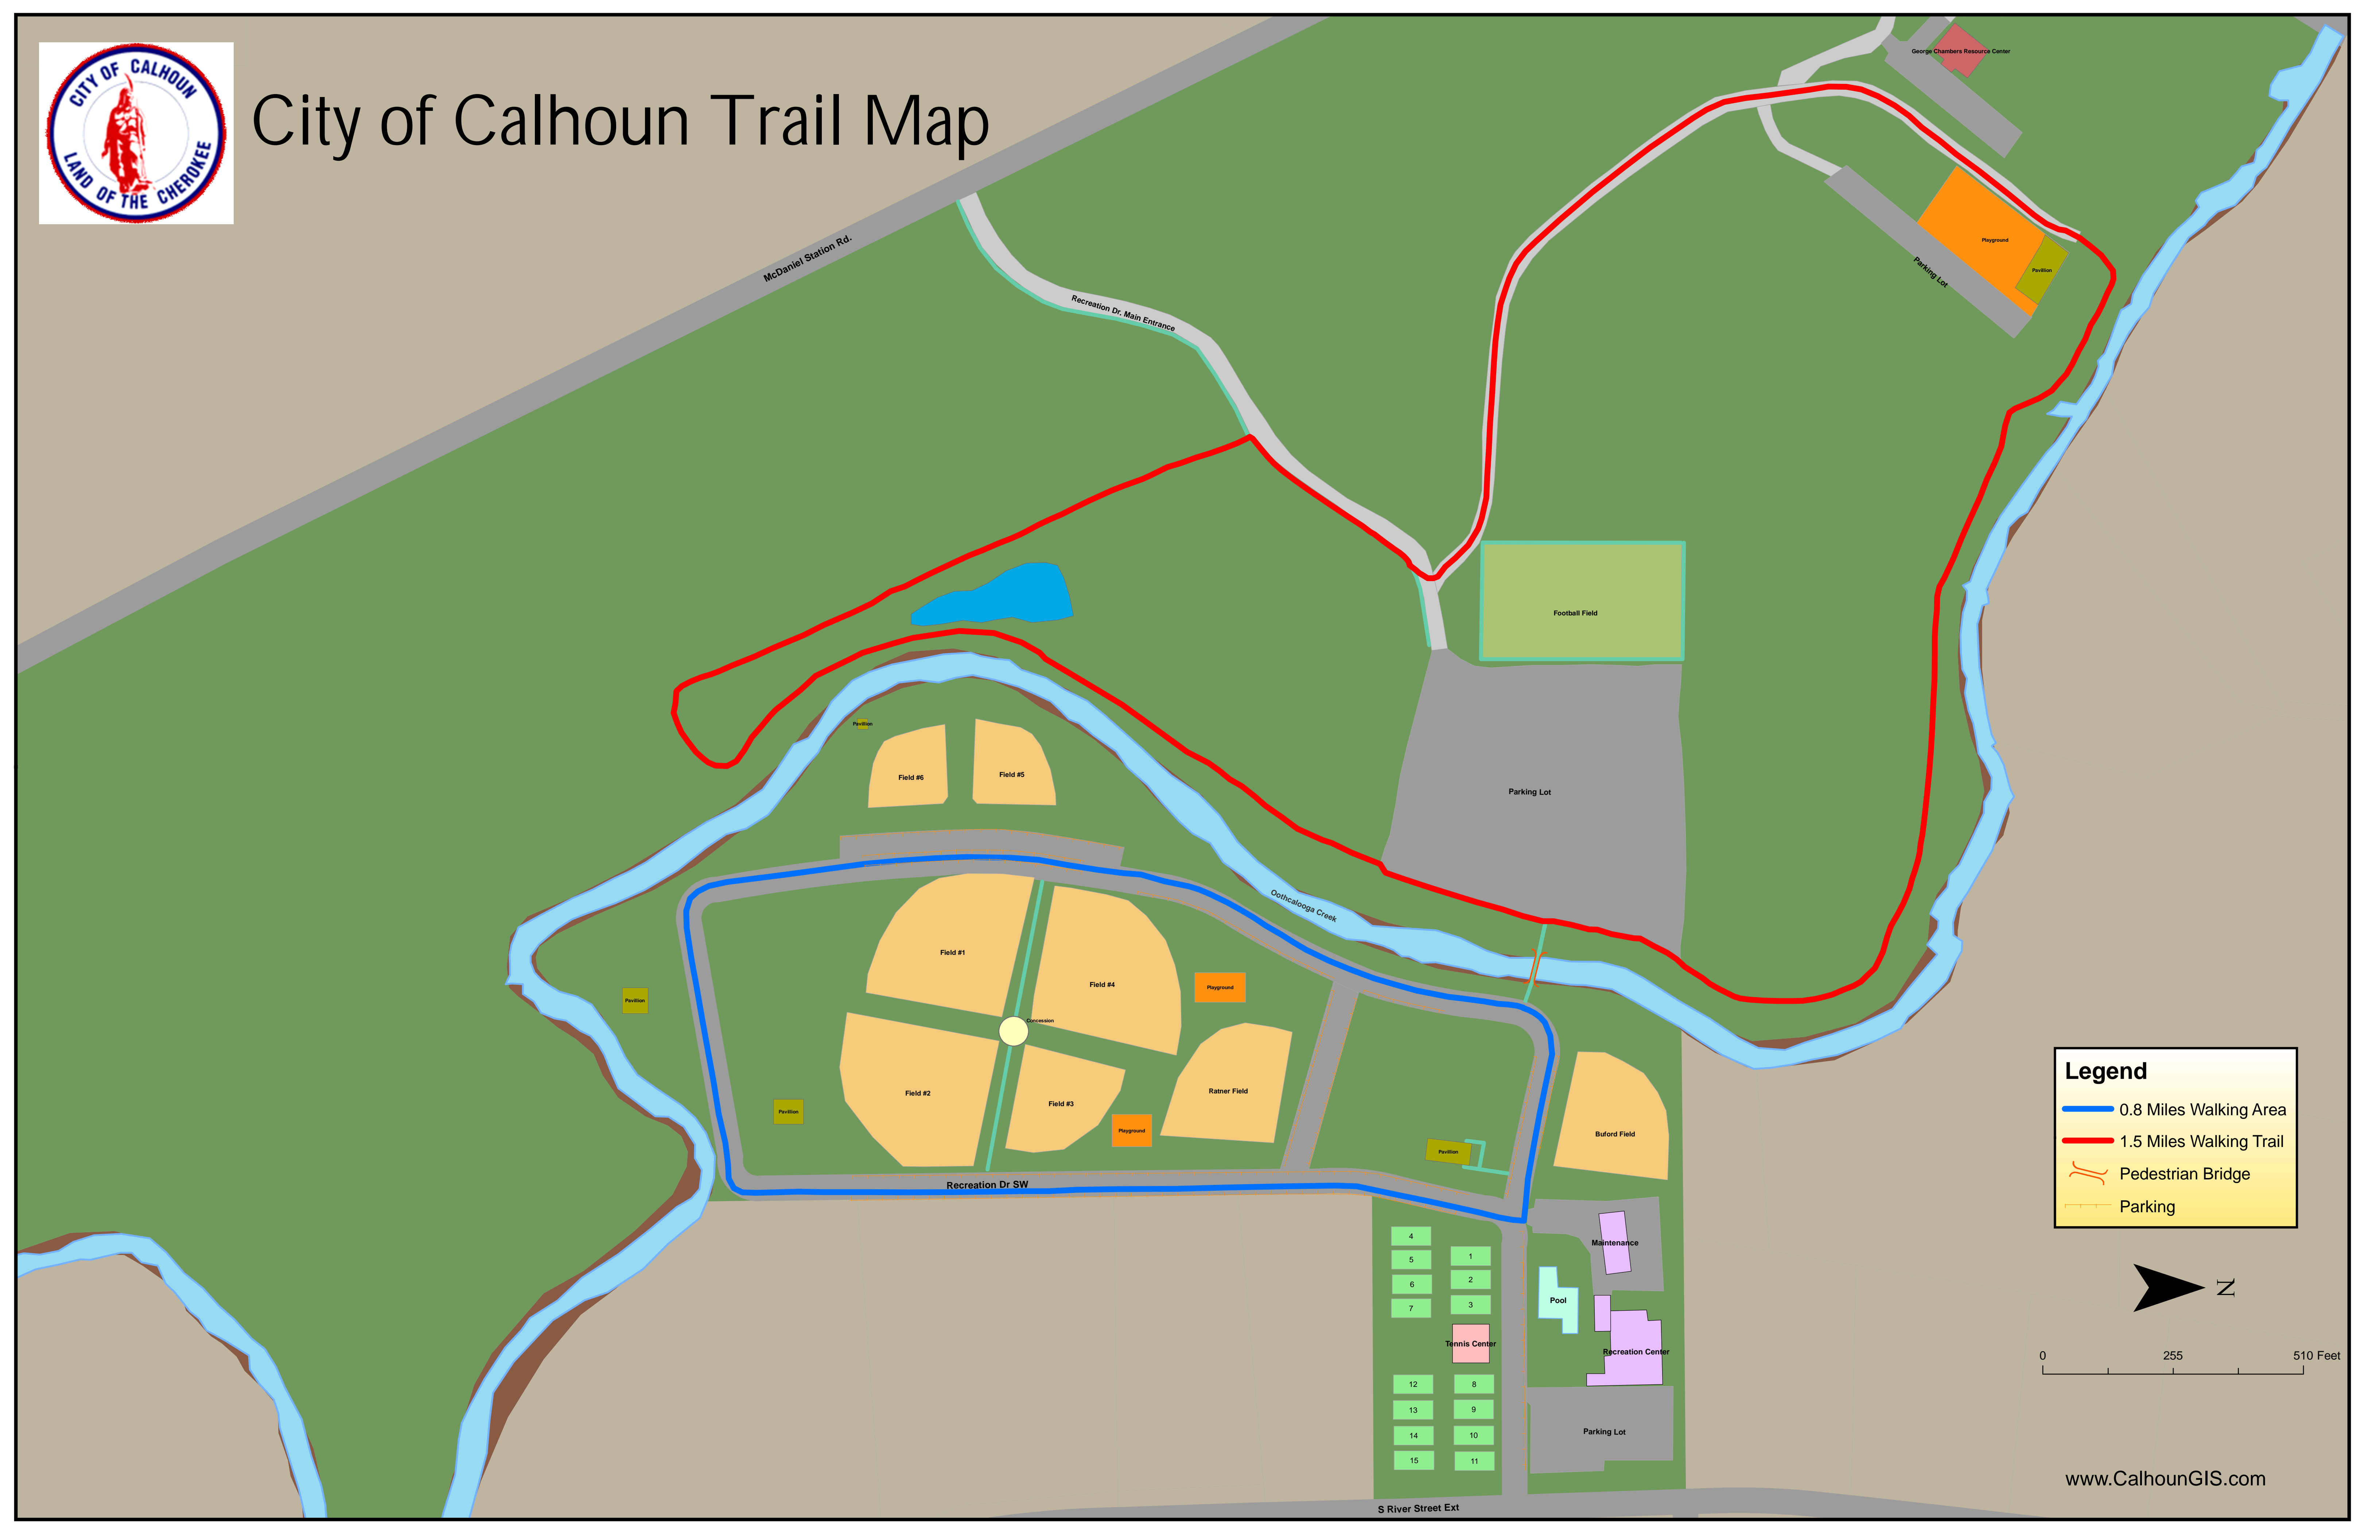 CITY OF CALHOUN
LAND OF THE CHEROKEE
City of Calhoun Trail Map
George Chambers Resource Center
McDaniel Station Rd.
Playground
Pavillion
Parking Lot
Recreation Dr. Main Entrance
Football Field
Pavillion
Field #6
Field #5
Parking Lot
Oothcalooga Creek
Field #1
Field #4
Playground
Pavillion
Concession
Field #2
Field #3
Ratner Field
Pavillion
Playground
Buford Field
Pavillion
Recreation Dr SW
Legend
0.8 Miles Walking Area
1.5 Miles Walking Trail
Pedestrian Bridge
Parking
N
0 255 510 Feet
4
5
6
7
1
2
3
Maintenance
Pool
Tennis Center
Recreation Center
12
13
14
15
8
9
10
11
Parking Lot
S River Street Ext
www.CalhounGIS.com